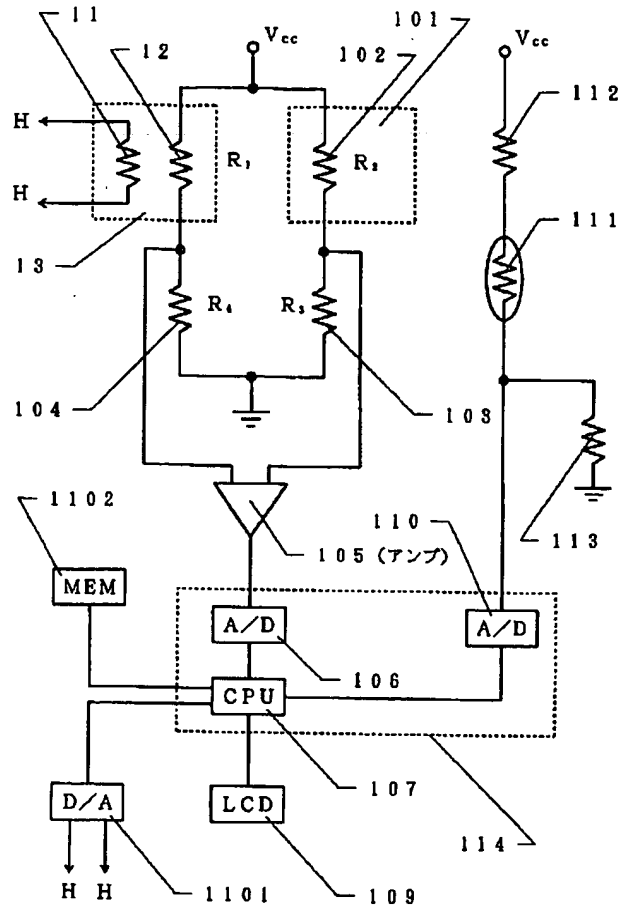 11
12
Vcc
102
101
Vcc
112
H
R₁
R₂
H
111
13
R₄
R₃
104
103
1102
105 (アンプ)
110
113
MEM
A/D
A/D
106
CPU
107
D/A
LCD
114
H H
1101
109